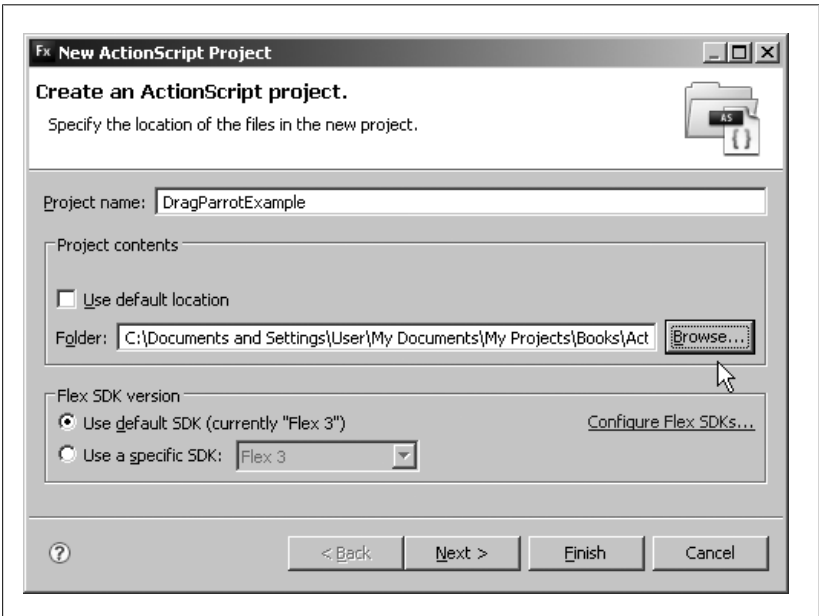 Fx New ActionScript Project
Create an ActionScript project.
Specify the location of the files in the new project.
AS
{ }
Project name: DragParrotExample
Project contents
Use default location
Folder: C:\Documents and Settings\User\My Documents\My Projects\Books\Act Browse...
Flex SDK version
Use default SDK (currently "Flex 3") Configure Flex SDKs...
Use a specific SDK: Flex 3
? < Back Next > Finish Cancel